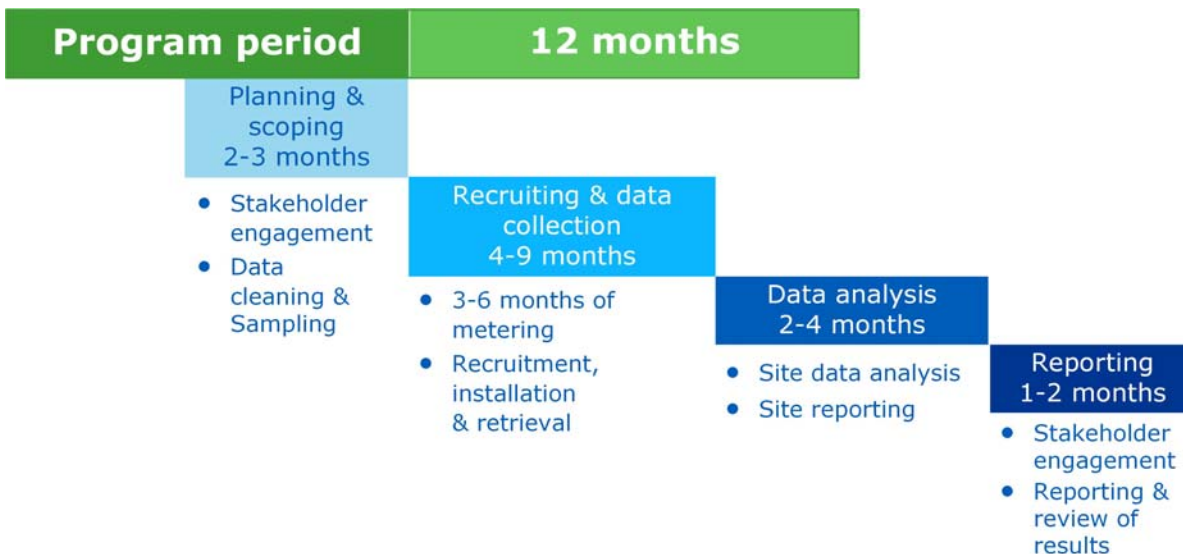 Program period
12 months
Planning &
scoping
2-3 months
• Stakeholder
engagement
• Data
cleaning &
Sampling
Recruiting & data
collection
4-9 months
• 3-6 months of
metering
• Recruitment,
installation
& retrieval
Data analysis
2-4 months
• Site data analysis
• Site reporting
Reporting
1-2 months
• Stakeholder
engagement
• Reporting &
review of
results